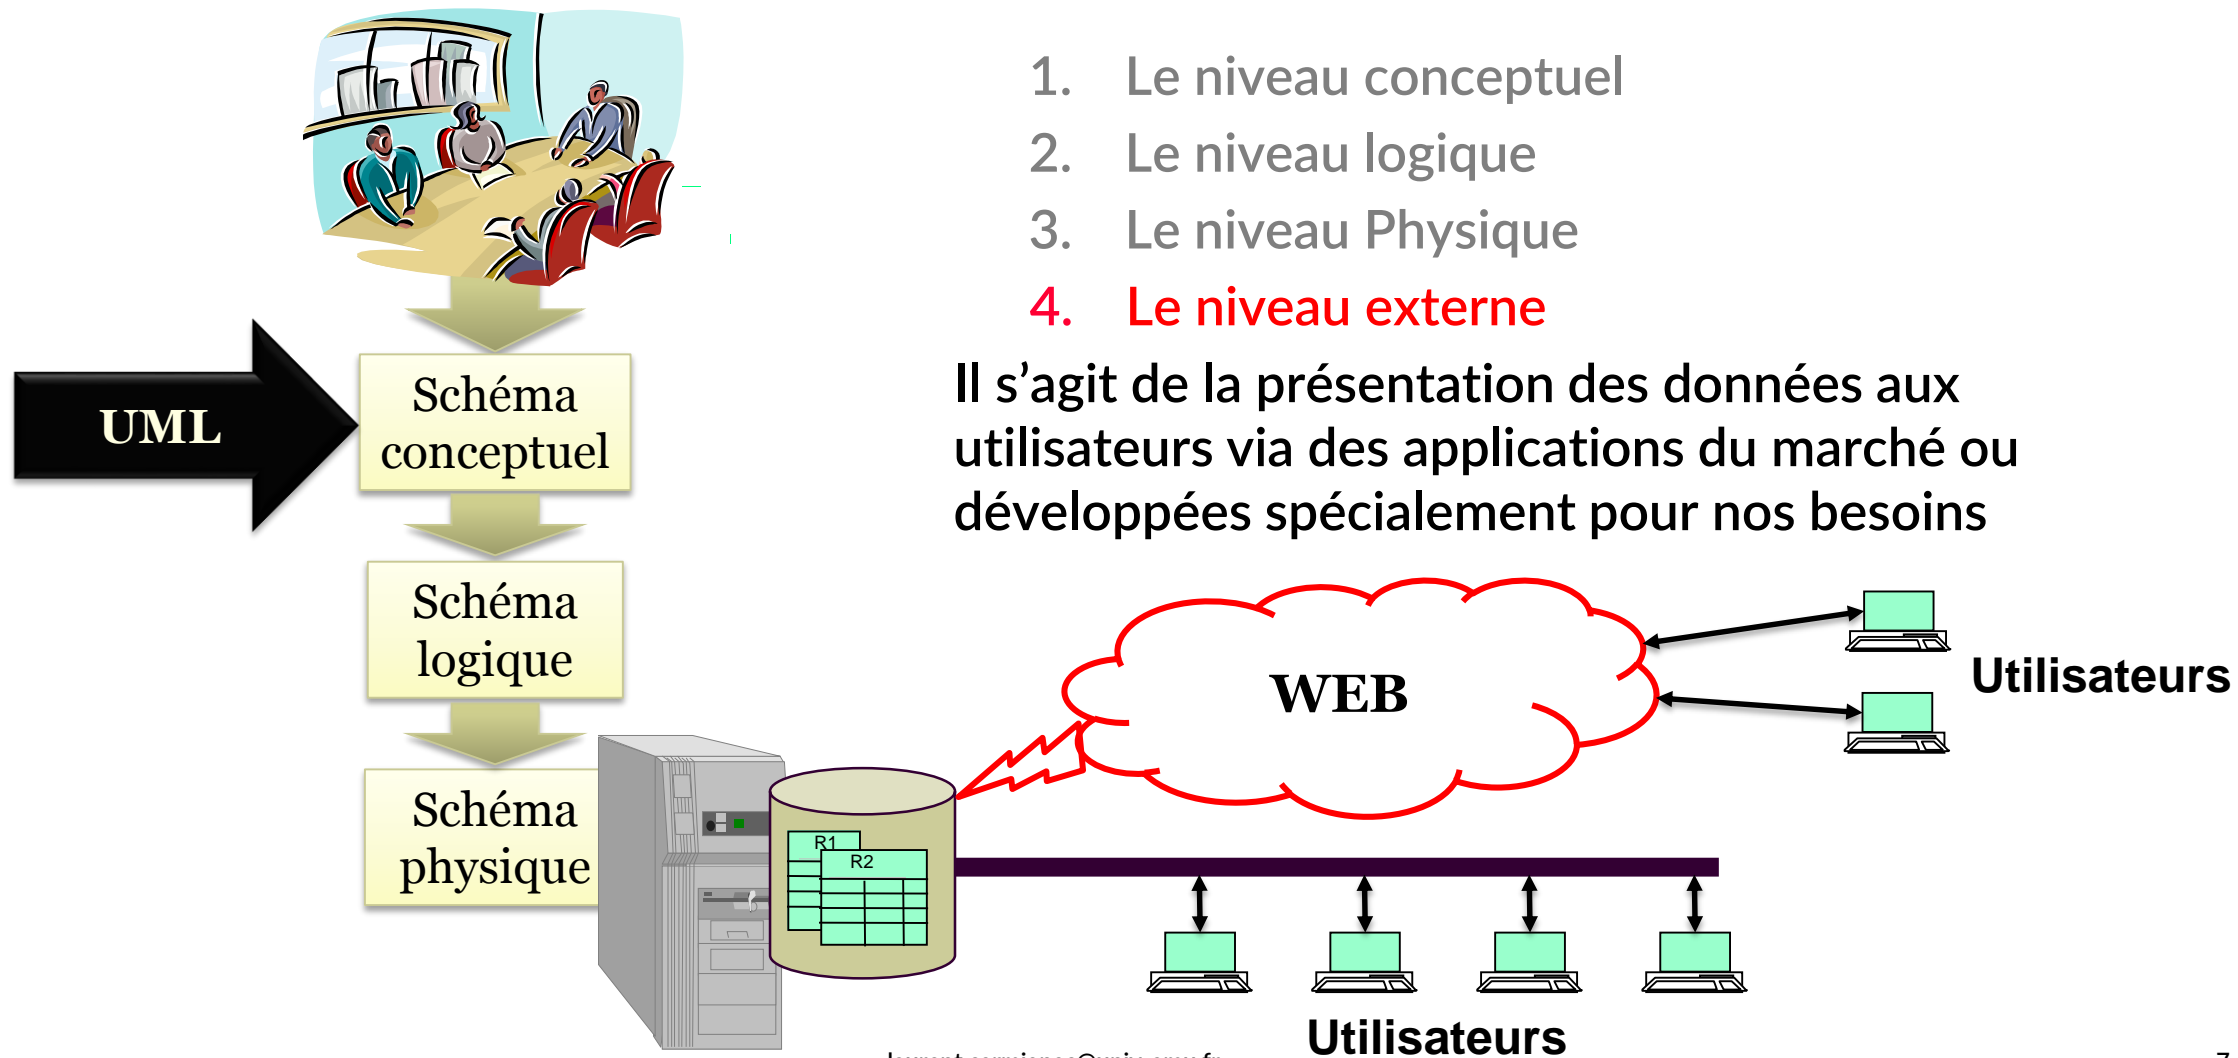 1. Le niveau conceptuel
2. Le niveau logique
3. Le niveau Physique
4. Le niveau externe
Il s’agit de la présentation des données aux
utilisateurs via des applications du marché ou
développées spécialement pour nos besoins
UML
Schéma
conceptuel
Schéma
logique
Schéma
physique
WEB
Utilisateurs
R1
R2
Utilisateurs
7